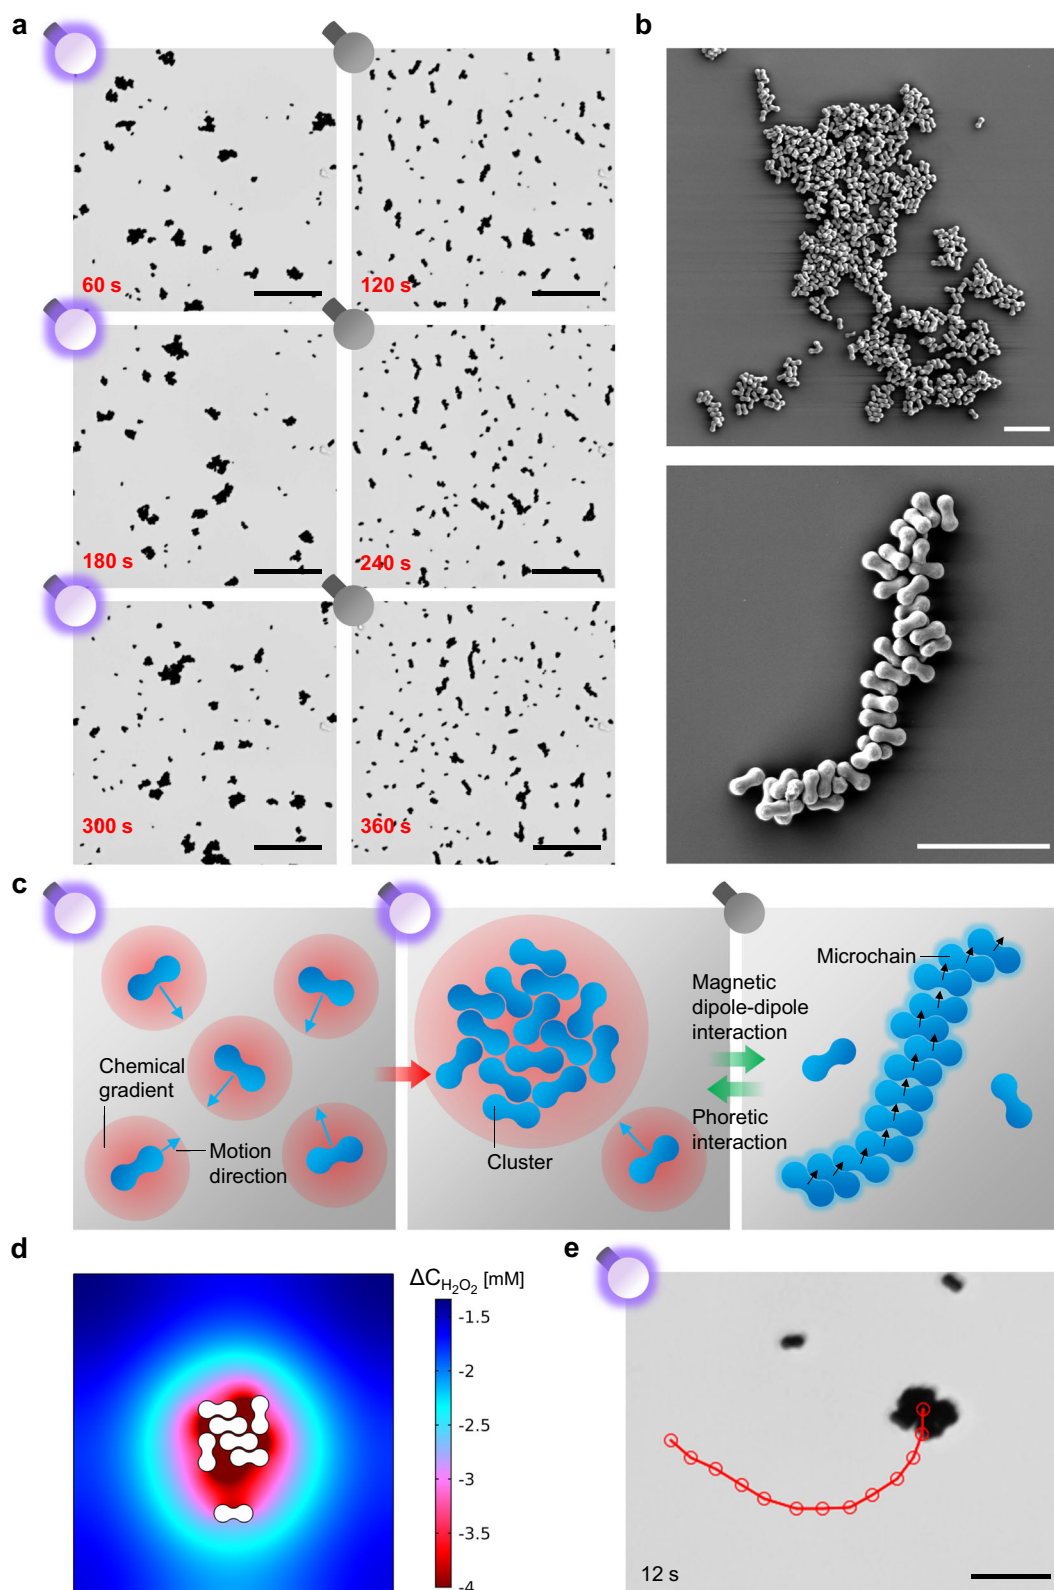 a
b
60 s
120 s
180 s
240 s
300 s
360 s
c
Chemical
gradient
Motion
direction
Cluster
Magnetic
dipole-dipole
interaction
Phoretic
interaction
Microchain
d
ΔC_H₂O₂ [mM]
-1.5
-2
-2.5
-3
-3.5
-4
e
12 s